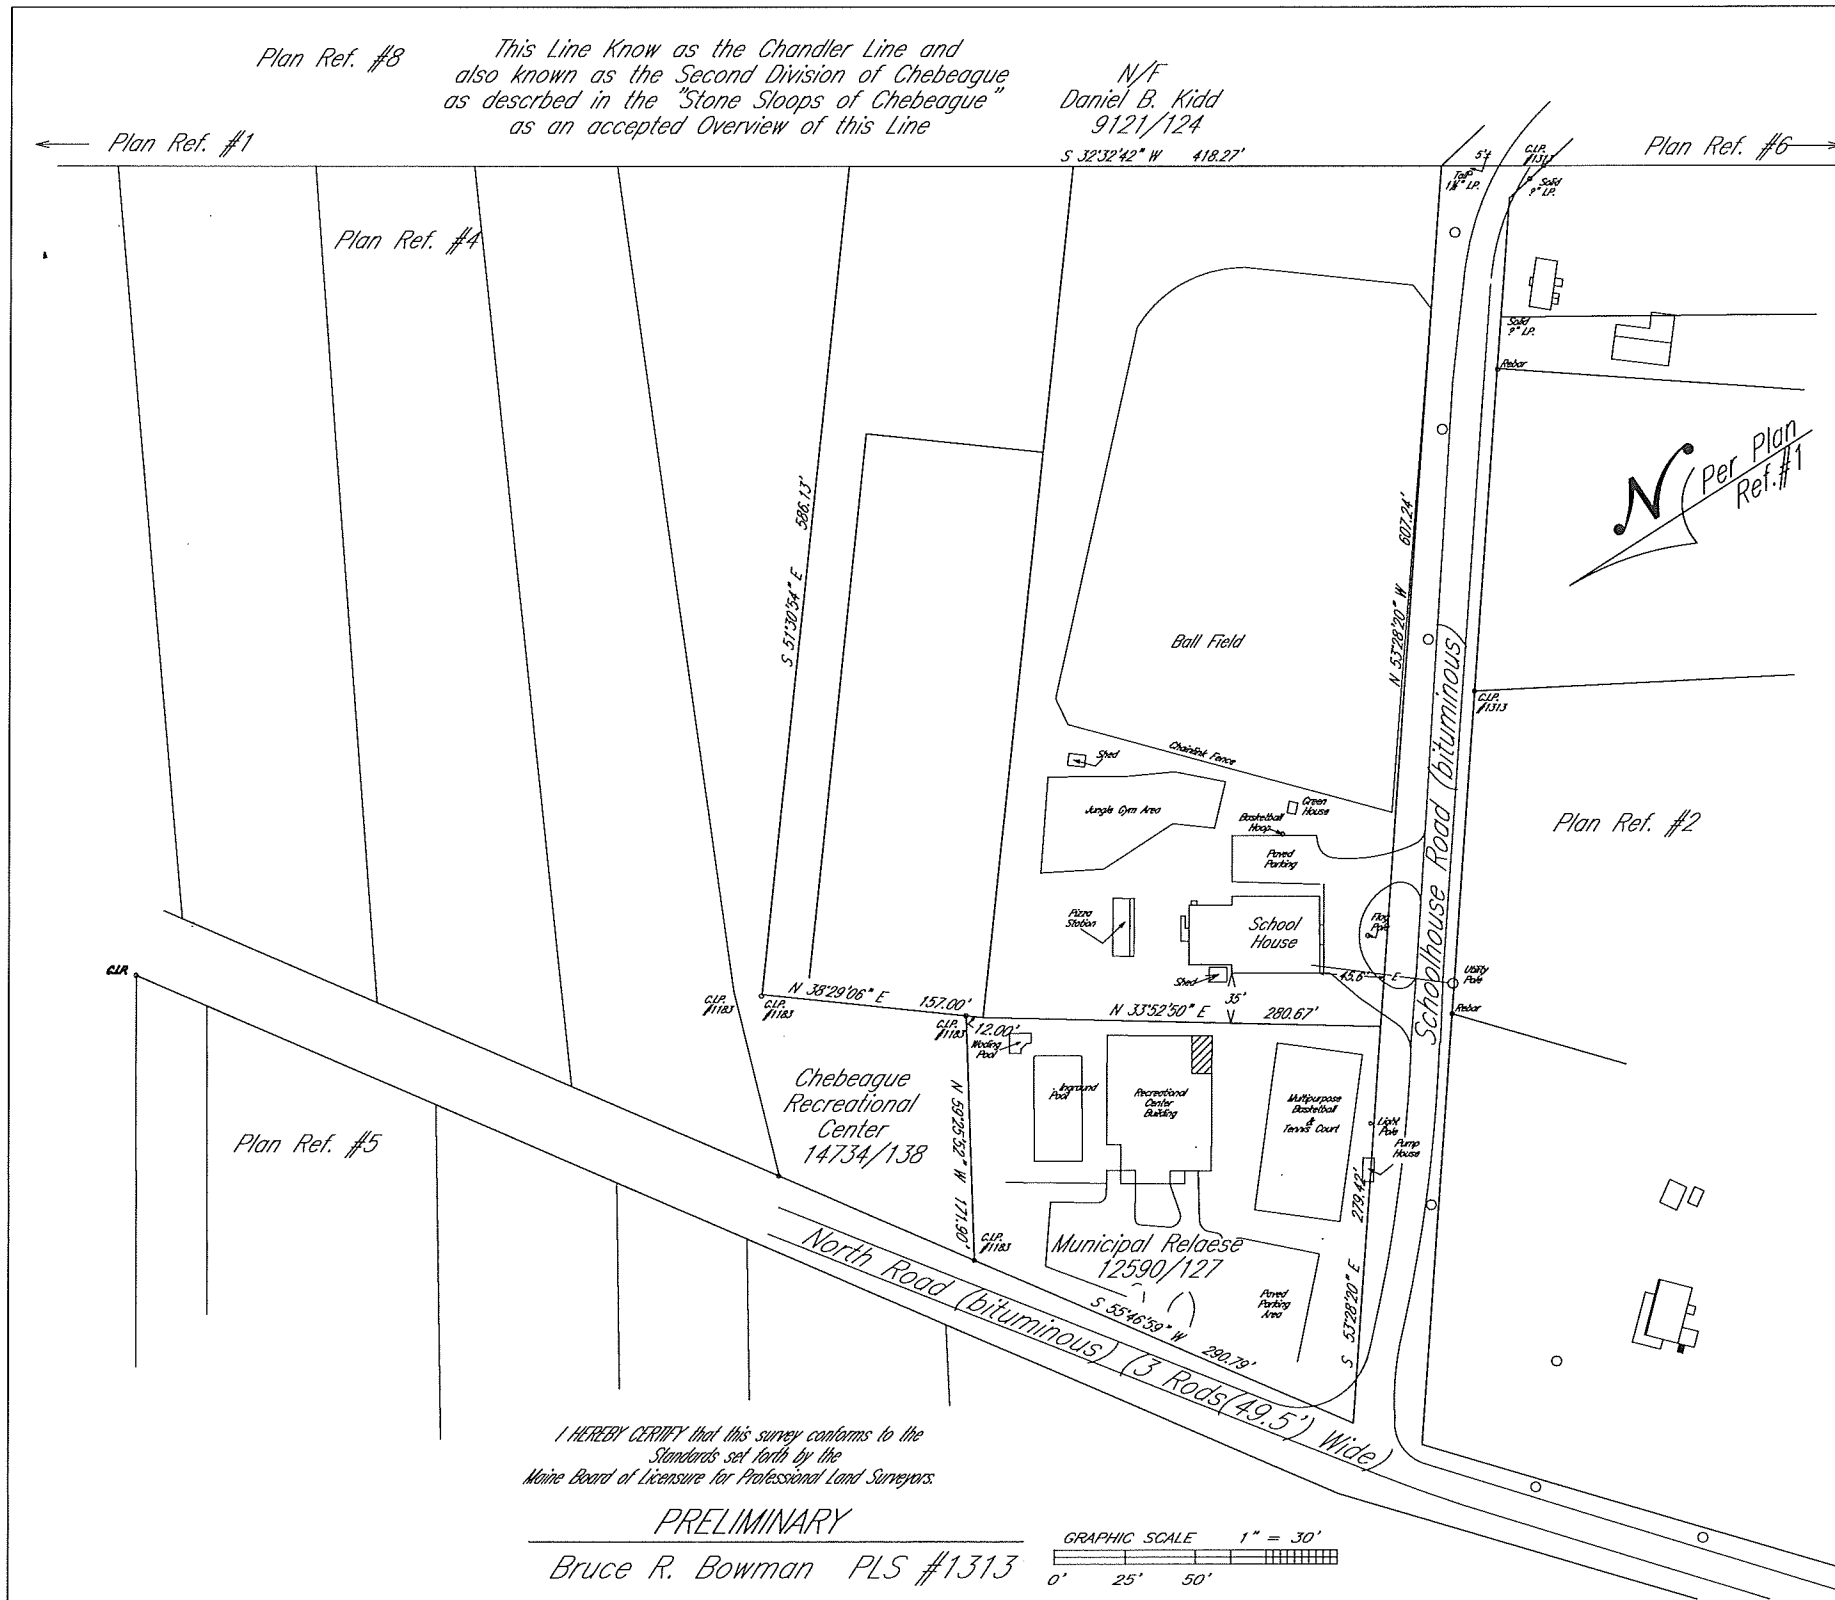 Plan Ref. #8
This Line Know as the Chandler Line and
also known as the Second Division of Chebeague
as descrbed in the "Stone Sloops of Chebeague"
as an accepted Overview of this Line
N/F
Daniel B. Kidd
9121/124
Plan Ref. #1
S 32°32'42" W 418.27'
5'±
C.I.P.
#1313
Plan Ref. #6
Solid
?" I.P.
Plan Ref. #4
Solid
?" I.P.
Rebar
N
Per Plan
Ref.#1
S 51°30'54" E 586.13'
N 53°28'20" W 607.24'
Ball Field
C.I.P.
#1313
Schoolhouse Road (bituminous)
Chainlink Fence
Shed
Jungle Gym Area
Green
House
Basketball
Hoop
Paved
Parking
Plan Ref. #2
Pizza
Station
School
House
Flag
Pole
Shed
45.6'
E
Utility
Pole
C.I.P.
C.I.P.
#1183
C.I.P.
#1183
N 38°29'06" E 157.00'
35'
N 33°52'50" E 280.67'
Rebar
C.I.P.
#1183
12.00'
Wading
Pool
Chebeague
Recreational
Center
14734/138
N 59°25'52" W 171.90'
Inground
Pool
Recreational
Center
Building
Multipurpose
Basketball
&
Tennis Court
Light
Pole
Pump
House
Plan Ref. #5
279.42'
S 53°28'20" E
C.I.P.
#1183
Municipal Relaese
12590/127
Paved
Parking
Area
S 55°46'59" W 290.79'
North Road (bituminous) (3 Rods(49.5') Wide)
I HEREBY CERTIFY that this survey conforms to the
Standards set forth by the
Maine Board of Licensure for Professional Land Surveyors.
PRELIMINARY
Bruce R. Bowman PLS #1313
GRAPHIC SCALE 1" = 30'
0' 25' 50'